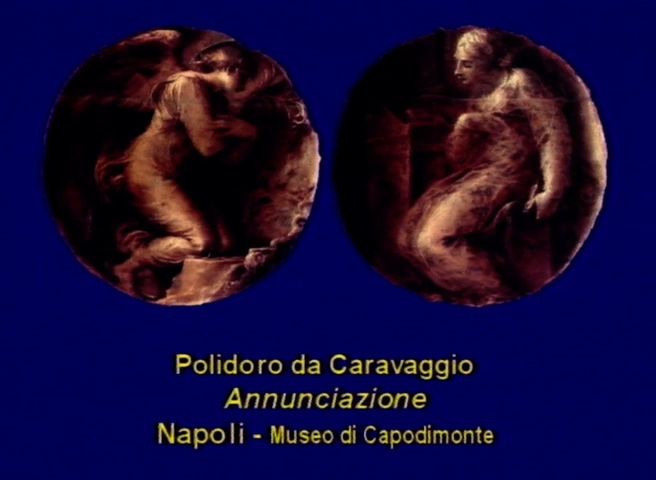 Polidoro da Caravaggio
Annunciazione
Napoli - Museo di Capodimonte